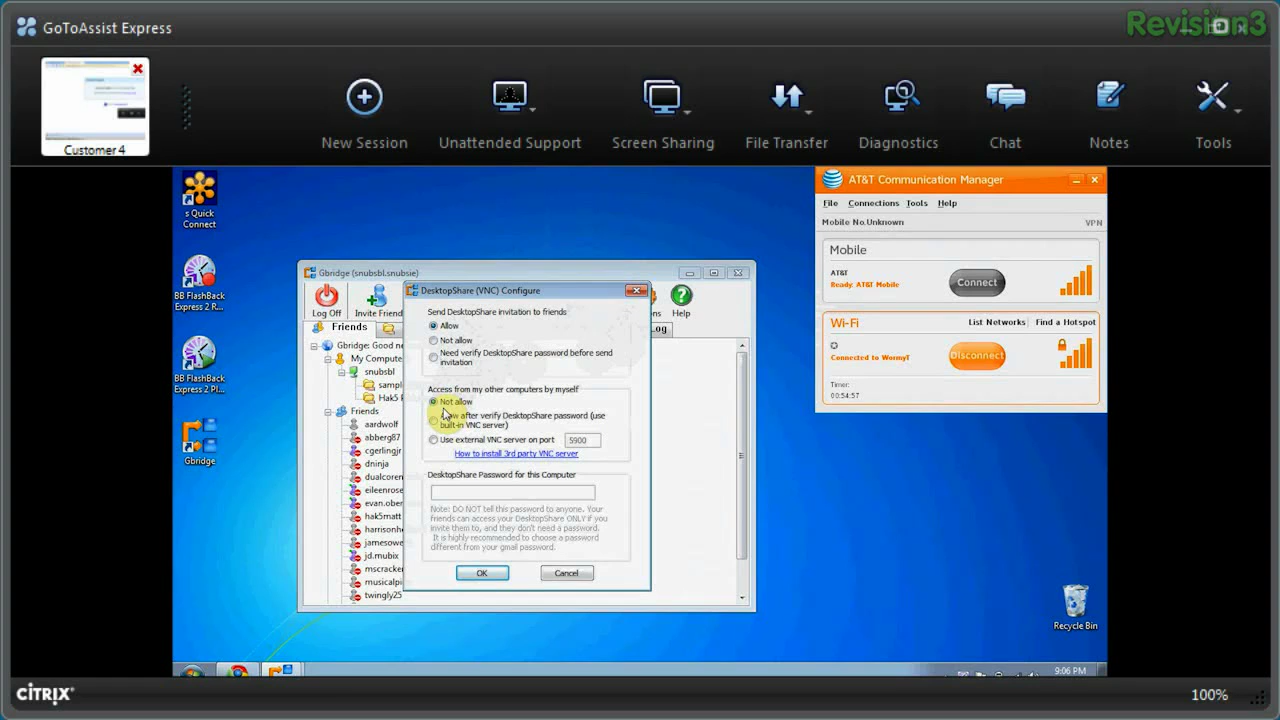 GoToAssist Express
Revision3
Customer 4
New Session
Unattended Support
Screen Sharing
File Transfer
Diagnostics
Chat
Notes
Tools
s Quick
Connect
BB FlashBack
Express 2 R...
BB FlashBack
Express 2 Pl...
Gbridge
Gbridge (snubsbl.snubsie)
Log Off
Invite Friend
Help
Friends
Log
Gbridge: Good ne
My Compute
snubsbl
sampl
Hak5
Friends
aardwolf
abberg87
cgerlingjr
dninja
dualcoren
eilenrose
evan.ober
hak5matt
harrisonh
jamesowe
jd.mubix
mscracker
musicalpin
twingly25
DesktopShare (VNC) Configure
Send DesktopShare invitation to friends
Allow
Not allow
Need verify DesktopShare password before send
invitation
Access from my other computers by myself
Not allow
after verify DesktopShare password (use
built-in VNC server)
Use external VNC server on port
5900
How to install 3rd party VNC server
DesktopShare Password for this Computer
Note: DO NOT tell this password to anyone. Your
friends can access your DesktopShare ONLY if you
invite them to, and they don't need a password.
It is highly recommended to choose a password
different from your gmail password.
OK
Cancel
AT&T Communication Manager
File Connections Tools Help
Mobile No.Unknown
VPN
Mobile
AT&T
Ready: AT&T Mobile
Connect
Wi-Fi
List Networks
Find a Hotspot
Connected to WormyT
Disconnect
Timer:
00:54:57
Recycle Bin
9:06 PM
CITRIX
100%